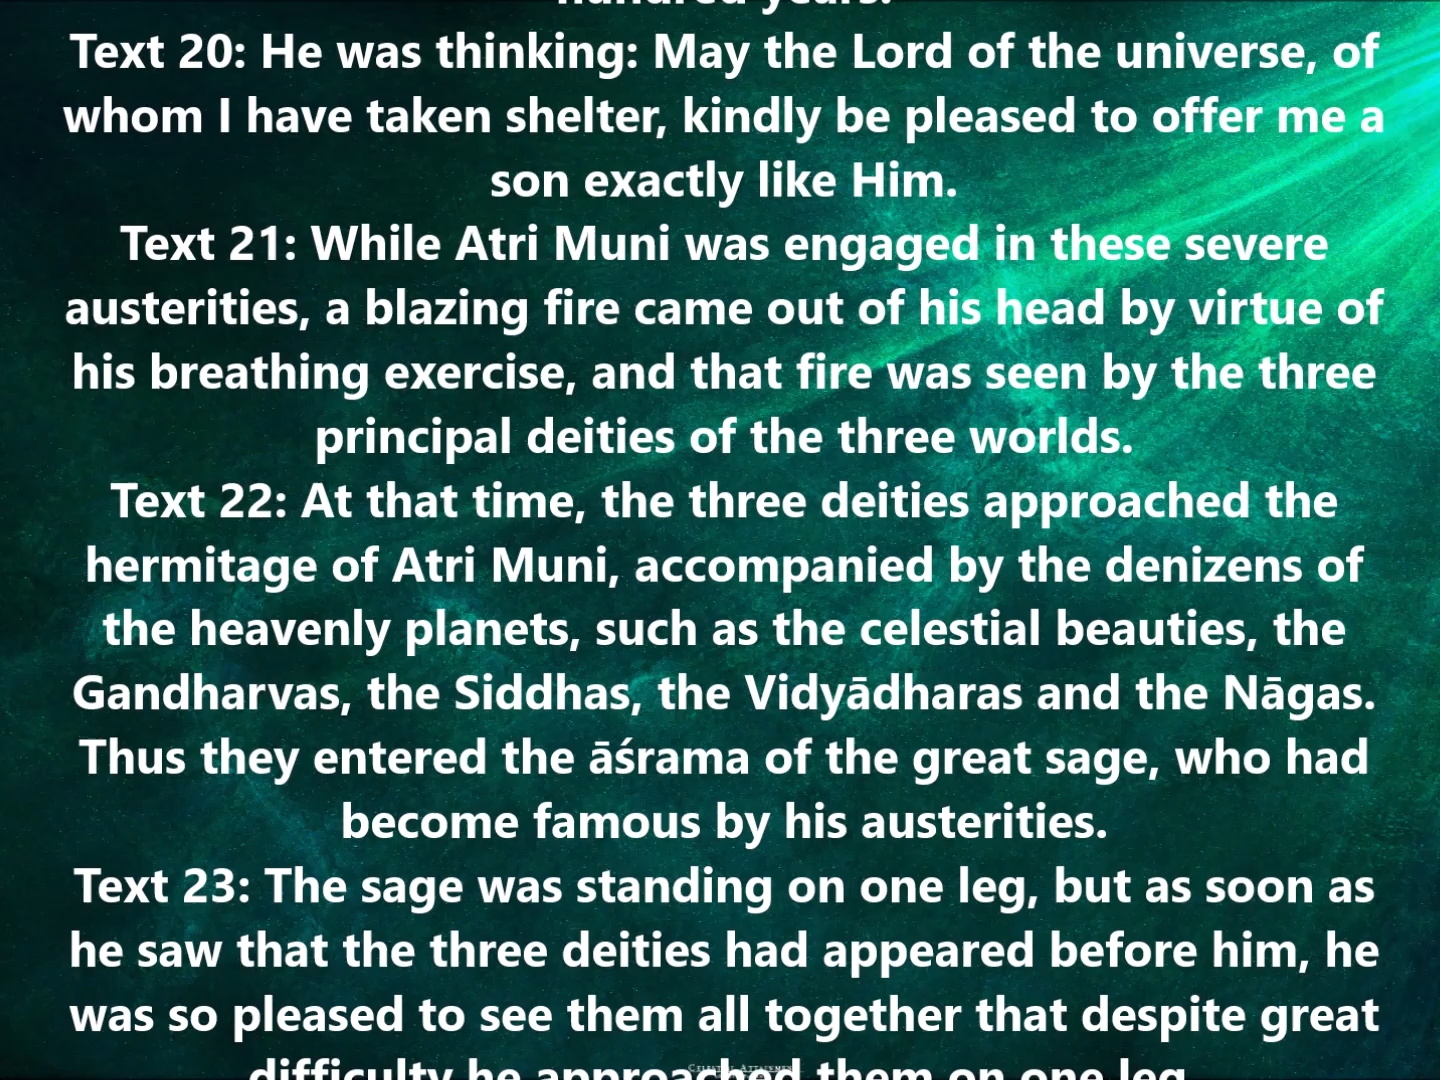 hundred years.
Text 20: He was thinking: May the Lord of the universe, of
whom I have taken shelter, kindly be pleased to offer me a
son exactly like Him.
Text 21: While Atri Muni was engaged in these severe
austerities, a blazing fire came out of his head by virtue of
his breathing exercise, and that fire was seen by the three
principal deities of the three worlds.
Text 22: At that time, the three deities approached the
hermitage of Atri Muni, accompanied by the denizens of
the heavenly planets, such as the celestial beauties, the
Gandharvas, the Siddhas, the Vidyādharas and the Nāgas.
Thus they entered the āśrama of the great sage, who had
become famous by his austerities.
Text 23: The sage was standing on one leg, but as soon as
he saw that the three deities had appeared before him, he
was so pleased to see them all together that despite great
difficulty he approached them on one leg.